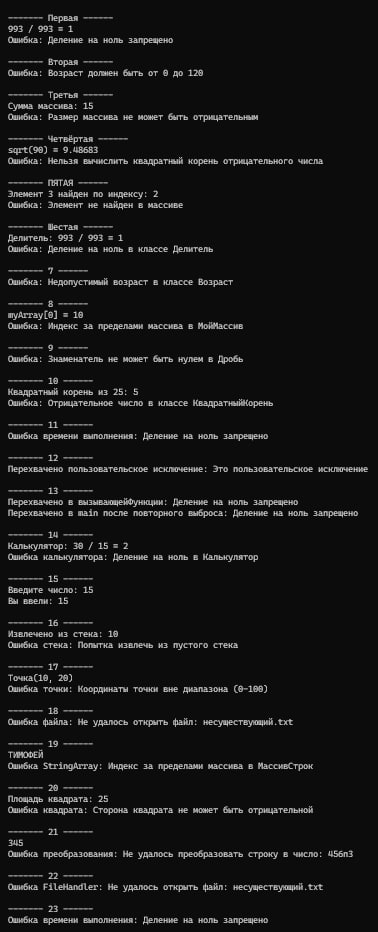 ------- Первая ------
993 / 993 = 1
Ошибка: Деление на ноль запрещено
------- Вторая ------
Ошибка: Возраст должен быть от 0 до 120
------- Третья ------
Сумма массива: 15
Ошибка: Размер массива не может быть отрицательным
------- Четвёртая ------
sqrt(90) = 9.48683
Ошибка: Нельзя вычислить квадратный корень отрицательного числа
------- ПЯТАЯ ------
Элемент 3 найден по индексу: 2
Ошибка: Элемент не найден в массиве
------- Шестая ------
Делитель: 993 / 993 = 1
Ошибка: Деление на ноль в классе Делитель
------- 7 ------
Ошибка: Недопустимый возраст в классе Возраст
------- 8 ------
myArray[0] = 10
Ошибка: Индекс за пределами массива в МойМассив
------- 9 ------
Ошибка: Знаменатель не может быть нулем в Дробь
------- 10 ------
Квадратный корень из 25: 5
Ошибка: Отрицательное число в классе КвадратныйКорень
------- 11 ------
Ошибка времени выполнения: Деление на ноль запрещено
------- 12 ------
Перехвачено пользовательское исключение: Это пользовательское исключение
------- 13 ------
Перехвачено в вызывающейФункции: Деление на ноль запрещено
Перехвачено в main после повторного выброса: Деление на ноль запрещено
------- 14 ------
Калькулятор: 30 / 15 = 2
Ошибка калькулятора: Деление на ноль в Калькулятор
------- 15 ------
Введите число: 15
Вы ввели: 15
------- 16 ------
Извлечено из стека: 10
Ошибка стека: Попытка извлечь из пустого стека
------- 17 ------
Точка(10, 20)
Ошибка точки: Координаты точки вне диапазона (0-100)
------- 18 ------
Ошибка файла: Не удалось открыть файл: несуществующий.txt
------- 19 ------
ТИМОФЕЙ
Ошибка StringArray: Индекс за пределами массива в МассивСтрок
------- 20 ------
Площадь квадрата: 25
Ошибка квадрата: Сторона квадрата не может быть отрицательной
------- 21 ------
345
Ошибка преобразования: Не удалось преобразовать строку в число: 456п3
------- 22 ------
Ошибка FileHandler: Не удалось открыть файл: несуществующий.txt
------- 23 ------
Ошибка времени выполнения: Деление на ноль запрещено